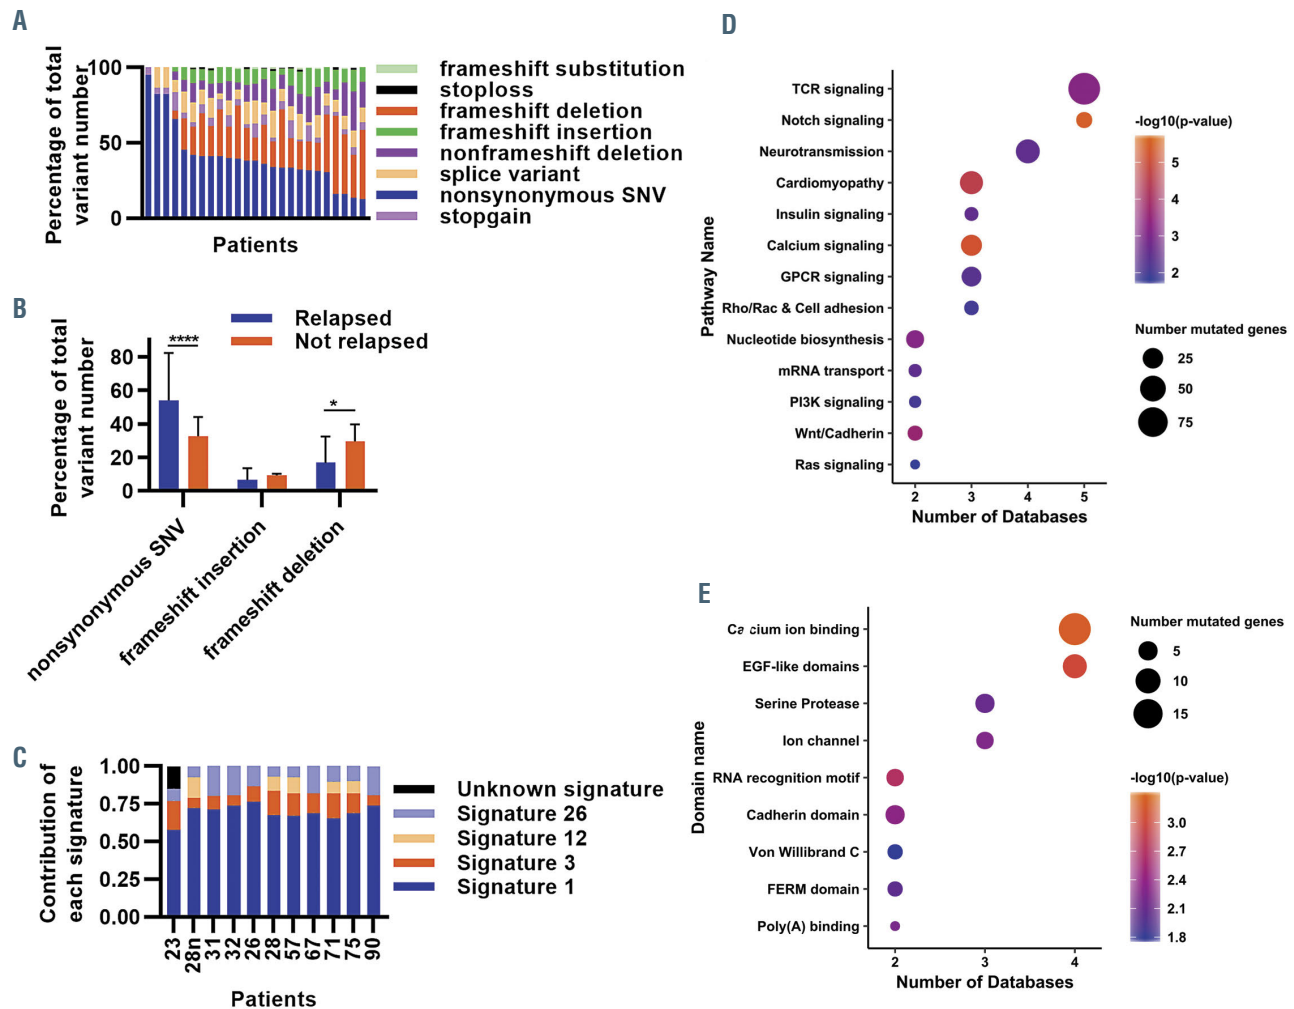 A
Percentage of total
variant number
100
50
0
Patients
frameshift substitution
stoploss
frameshift deletion
frameshift insertion
nonframeshift deletion
splice variant
nonsynonymous SNV
stopgain
B
Percentage of total
variant number
80
60
40
20
0
****
*
Relapsed
Not relapsed
nonsynonymous SNV
frameshift insertion
frameshift deletion
C
Contribution of
each signature
1.00
0.75
0.50
0.25
0.00
23
28n
31
32
26
28
57
67
71
75
90
Patients
Unknown signature
Signature 26
Signature 12
Signature 3
Signature 1
D
Pathway Name
TCR signaling
Notch signaling
Neurotransmission
Cardiomyopathy
Insulin signaling
Calcium signaling
GPCR signaling
Rho/Rac & Cell adhesion
Nucleotide biosynthesis
mRNA transport
PI3K signaling
Wnt/Cadherin
Ras signaling
2
3
4
5
Number of Databases
-log10(p-value)
5
4
3
2
Number mutated genes
25
50
75
E
Domain name
Ca cium ion binding
EGF-like domains
Serine Protease
Ion channel
RNA recognition motif
Cadherin domain
Von Willibrand C
FERM domain
Poly(A) binding
2
3
4
Number of Databases
Number mutated genes
5
10
15
-log10(p-value)
3.0
2.7
2.4
2.1
1.8